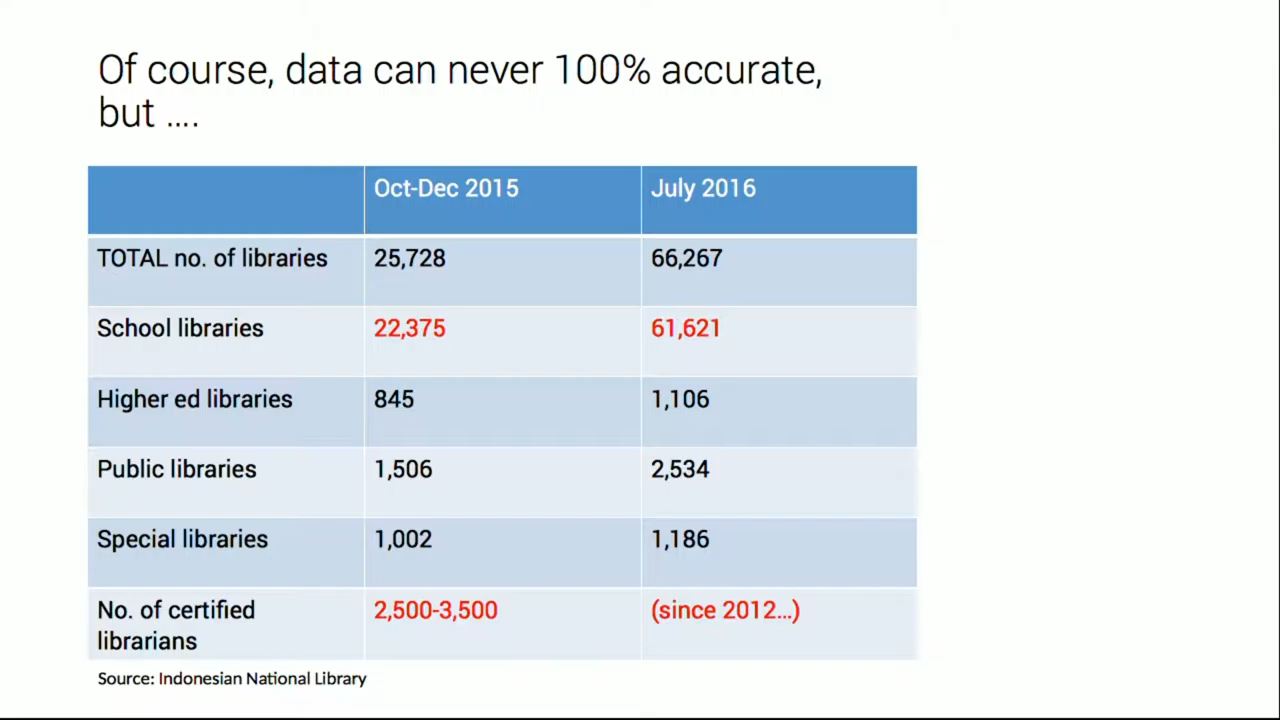 Of course, data can never 100% accurate,
but ....
Oct-Dec 2015 July 2016
TOTAL no. of libraries 25,728 66,267
School libraries 22,375 61,621
Higher ed libraries 845 1,106
Public libraries 1,506 2,534
Special libraries 1,002 1,186
No. of certified 2,500-3,500 (since 2012...)
librarians
Source: Indonesian National Library